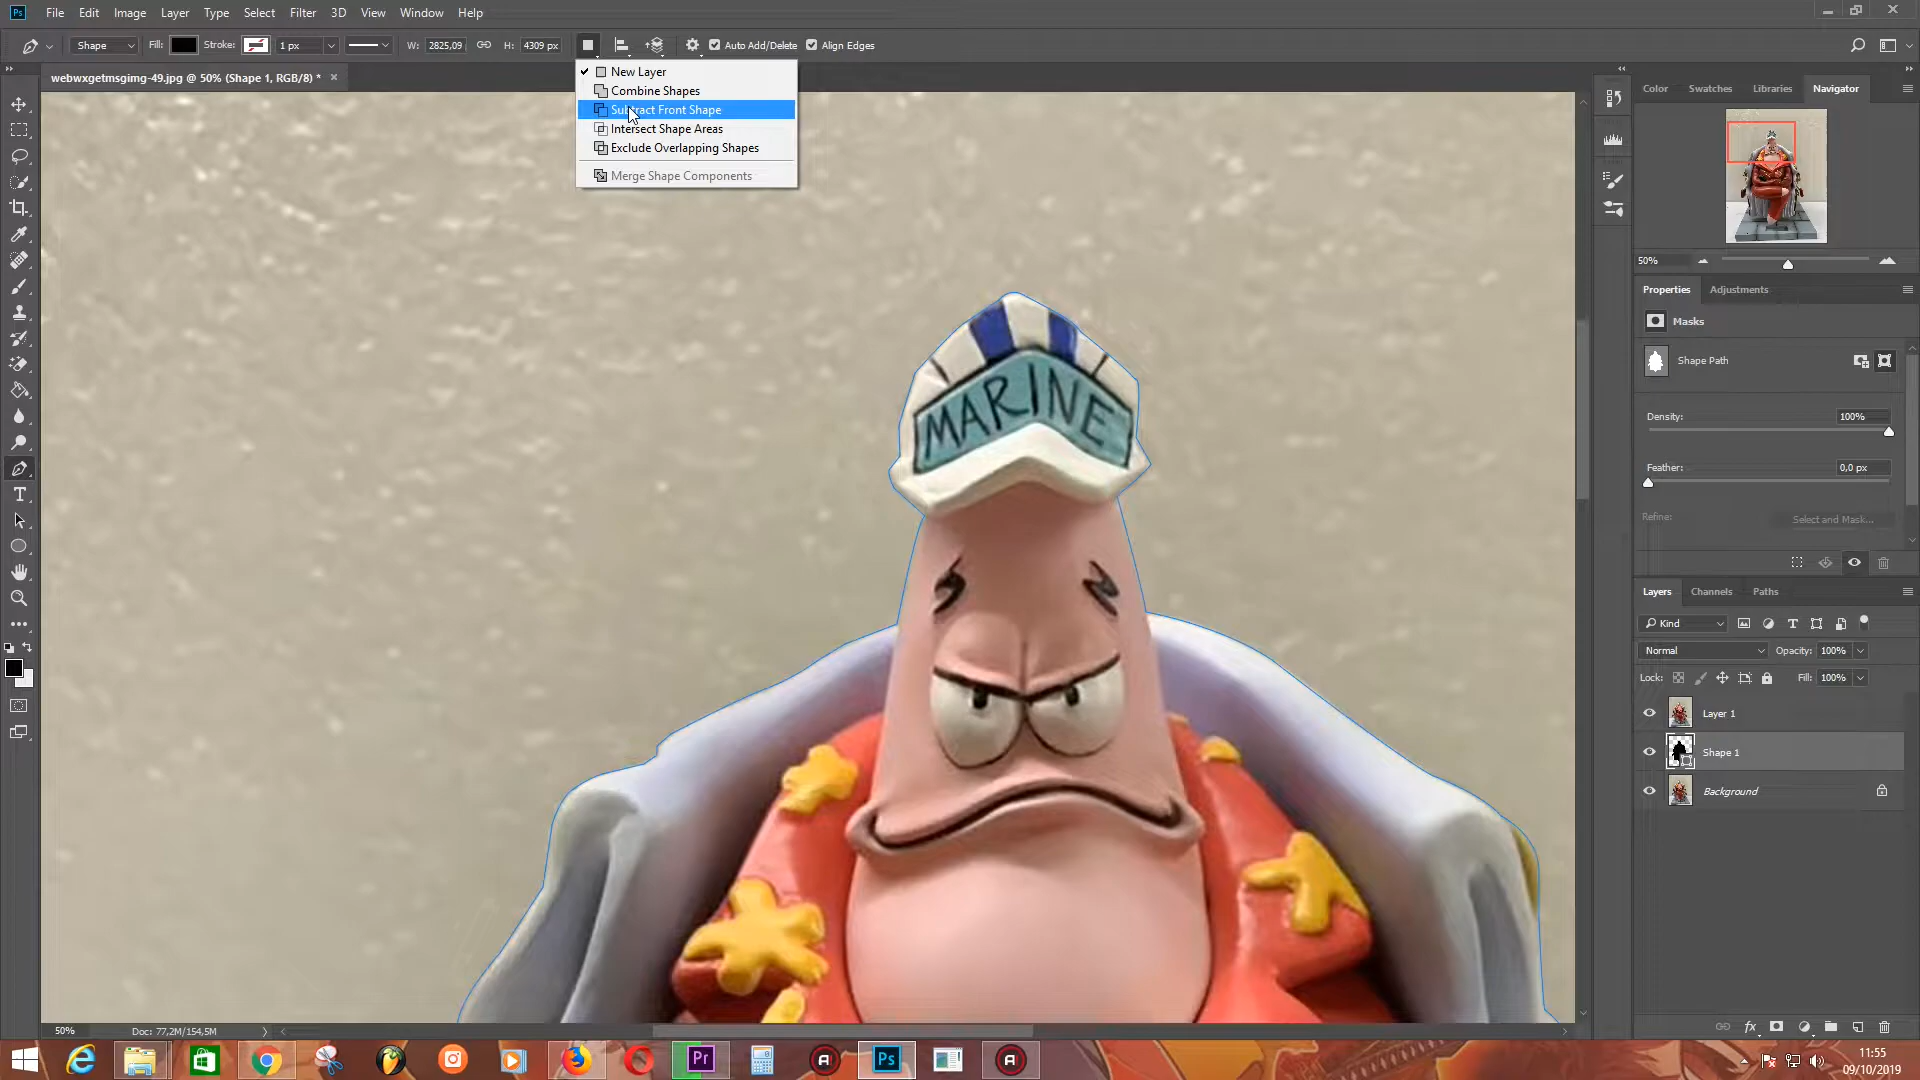 Ps File Edit Image Layer Type Select Filter 3D View Window Help
Shape Fill: Stroke: 1 px W: 2825,09 H: 4309 px Auto Add/Delete Align Edges
webwxgetmsgimg-49.jpg @ 50% (Shape 1, RGB/8) *
New Layer
Combine Shapes
Subtract Front Shape
Intersect Shape Areas
Exclude Overlapping Shapes
Merge Shape Components
MARINE
Color Swatches Libraries Navigator
50%
Properties Adjustments
Masks
Shape Path
Density: 100%
Feather: 0,0 px
Refine: Select and Mask...
Layers Channels Paths
Kind
Normal Opacity: 100%
Lock: Fill: 100%
Layer 1
Shape 1
Background
50% Doc: 77,2M/154,5M
Pr
Ps
11:55
09/10/2019